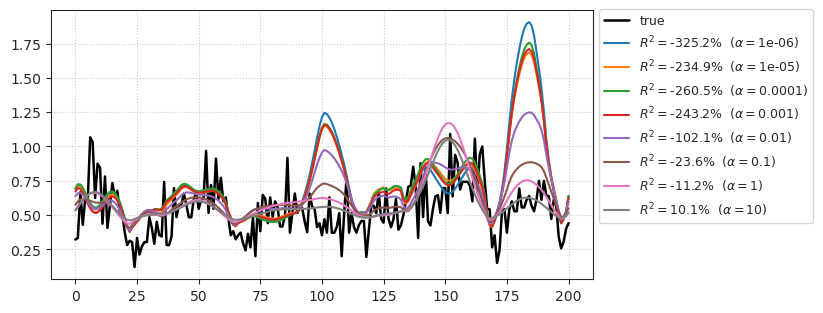 1.75
1.50
1.25
1.00
0.75
0.50
0.25
0 25 50 75 100 125 150 175 200
true
R² = -325.2% (α = 1e-06)
R² = -234.9% (α = 1e-05)
R² = -260.5% (α = 0.0001)
R² = -243.2% (α = 0.001)
R² = -102.1% (α = 0.01)
R² = -23.6% (α = 0.1)
R² = -11.2% (α = 1)
R² = 10.1% (α = 10)